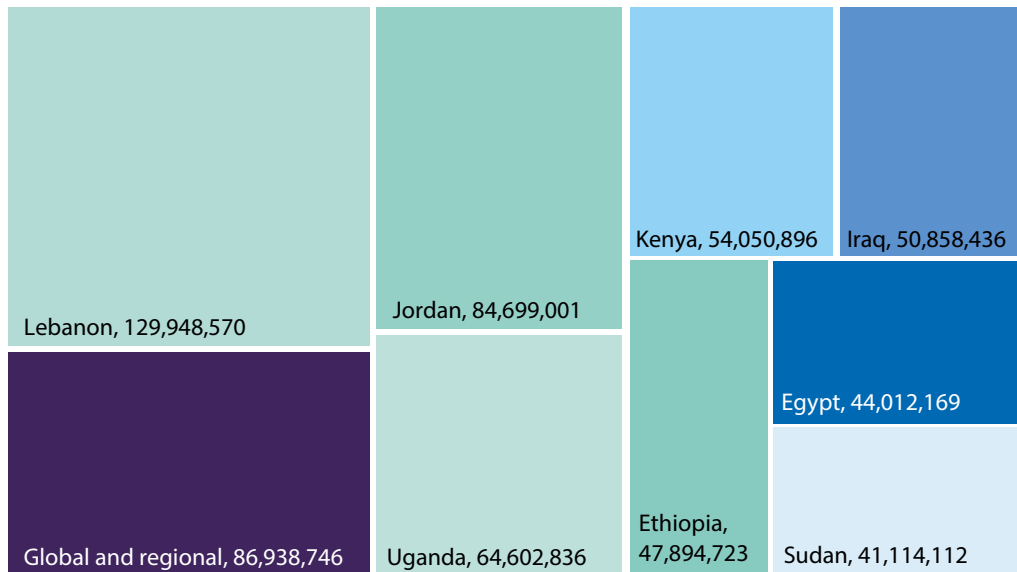 Lebanon, 129,948,570
Global and regional, 86,938,746
Jordan, 84,699,001
Uganda, 64,602,836
Kenya, 54,050,896
Iraq, 50,858,436
Ethiopia,
47,894,723
Egypt, 44,012,169
Sudan, 41,114,112